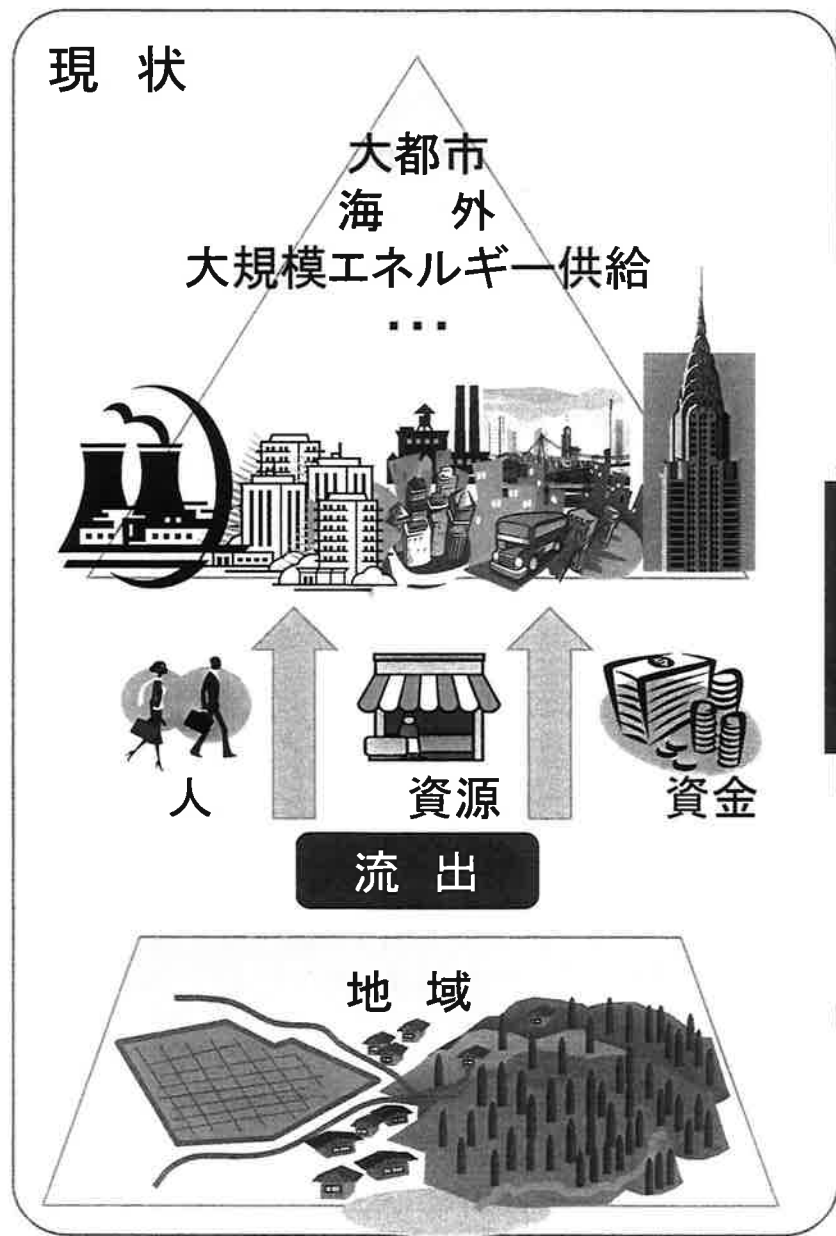 現 状
大都市
海 外
大規模エネルギー供給
...
人
資源
資金
流 出
地 域